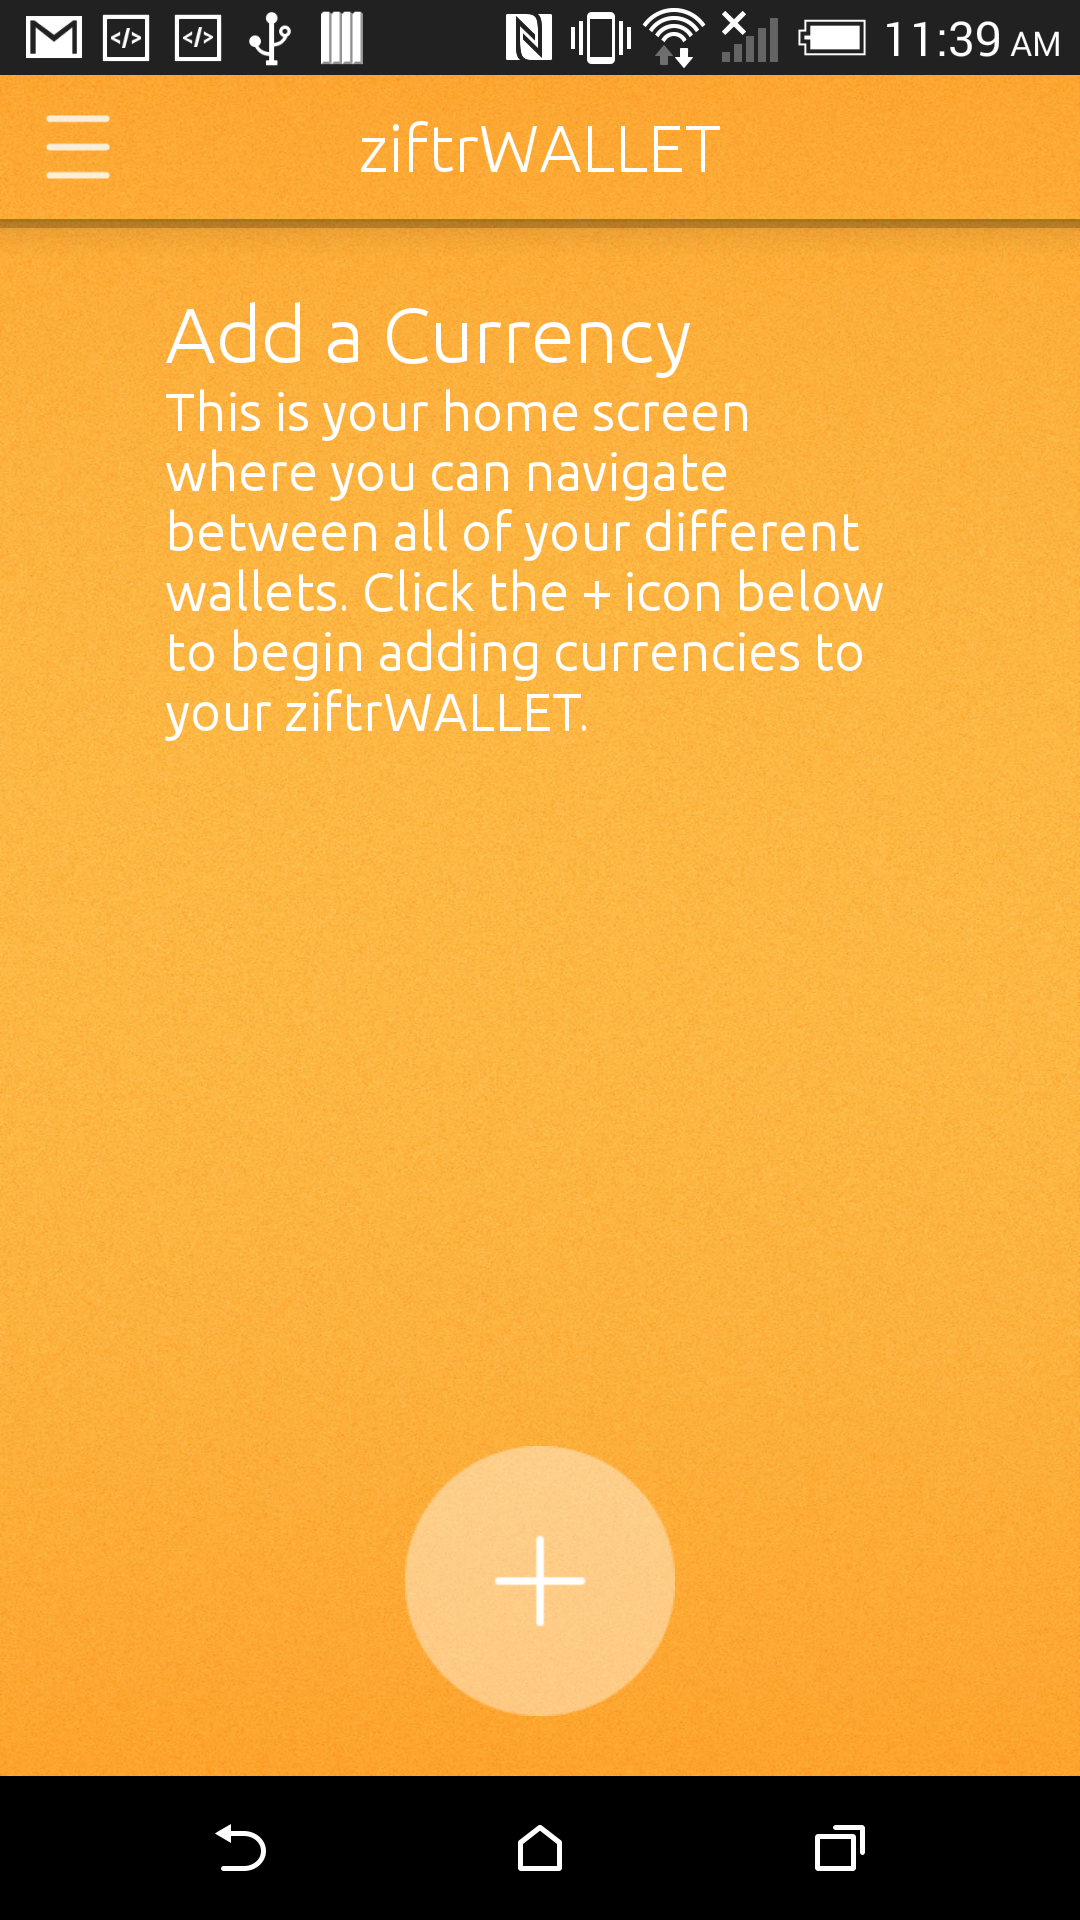 11:39 AM
ziftrWALLET
Add a Currency
This is your home screen
where you can navigate
between all of your different
wallets. Click the + icon below
to begin adding currencies to
your ziftrWALLET.